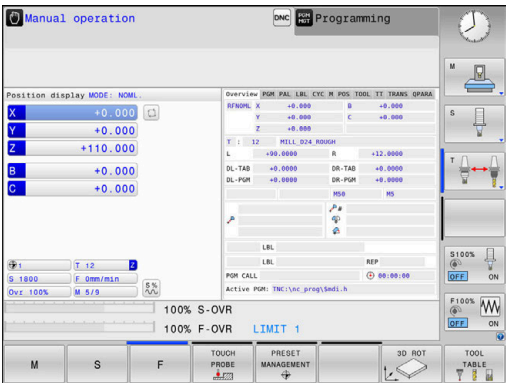 Manual operation
DNC
PGM MGT
Programming
Position display MODE: NOML.
X +0.000
Y +0.000
Z +110.000
B +0.000
C +0.000
1 T 12 Z
S 1800 F 0mm/min
Ovr 100% M 5/9
S %
Overview PGM PAL LBL CYC M POS TOOL TT TRANS QPARA
RFNOML X +0.000 B +0.000
Y +0.000 C +0.000
Z +0.000
T : 12 MILL_D24_ROUGH
L +90.0000 R +12.0000
DL-TAB +0.0000 DR-TAB +0.0000
DL-PGM +0.0000 DR-PGM +0.0000
M50 M5
LBL
LBL REP
PGM CALL 00:00:00
Active PGM: TNC:\nc_prog\$mdi.h
100% S-OVR
100% F-OVR LIMIT 1
M
S
T
S100%
OFF ON
F100%
OFF ON
M
S
F
TOUCH PROBE
PRESET MANAGEMENT
3D ROT
TOOL TABLE